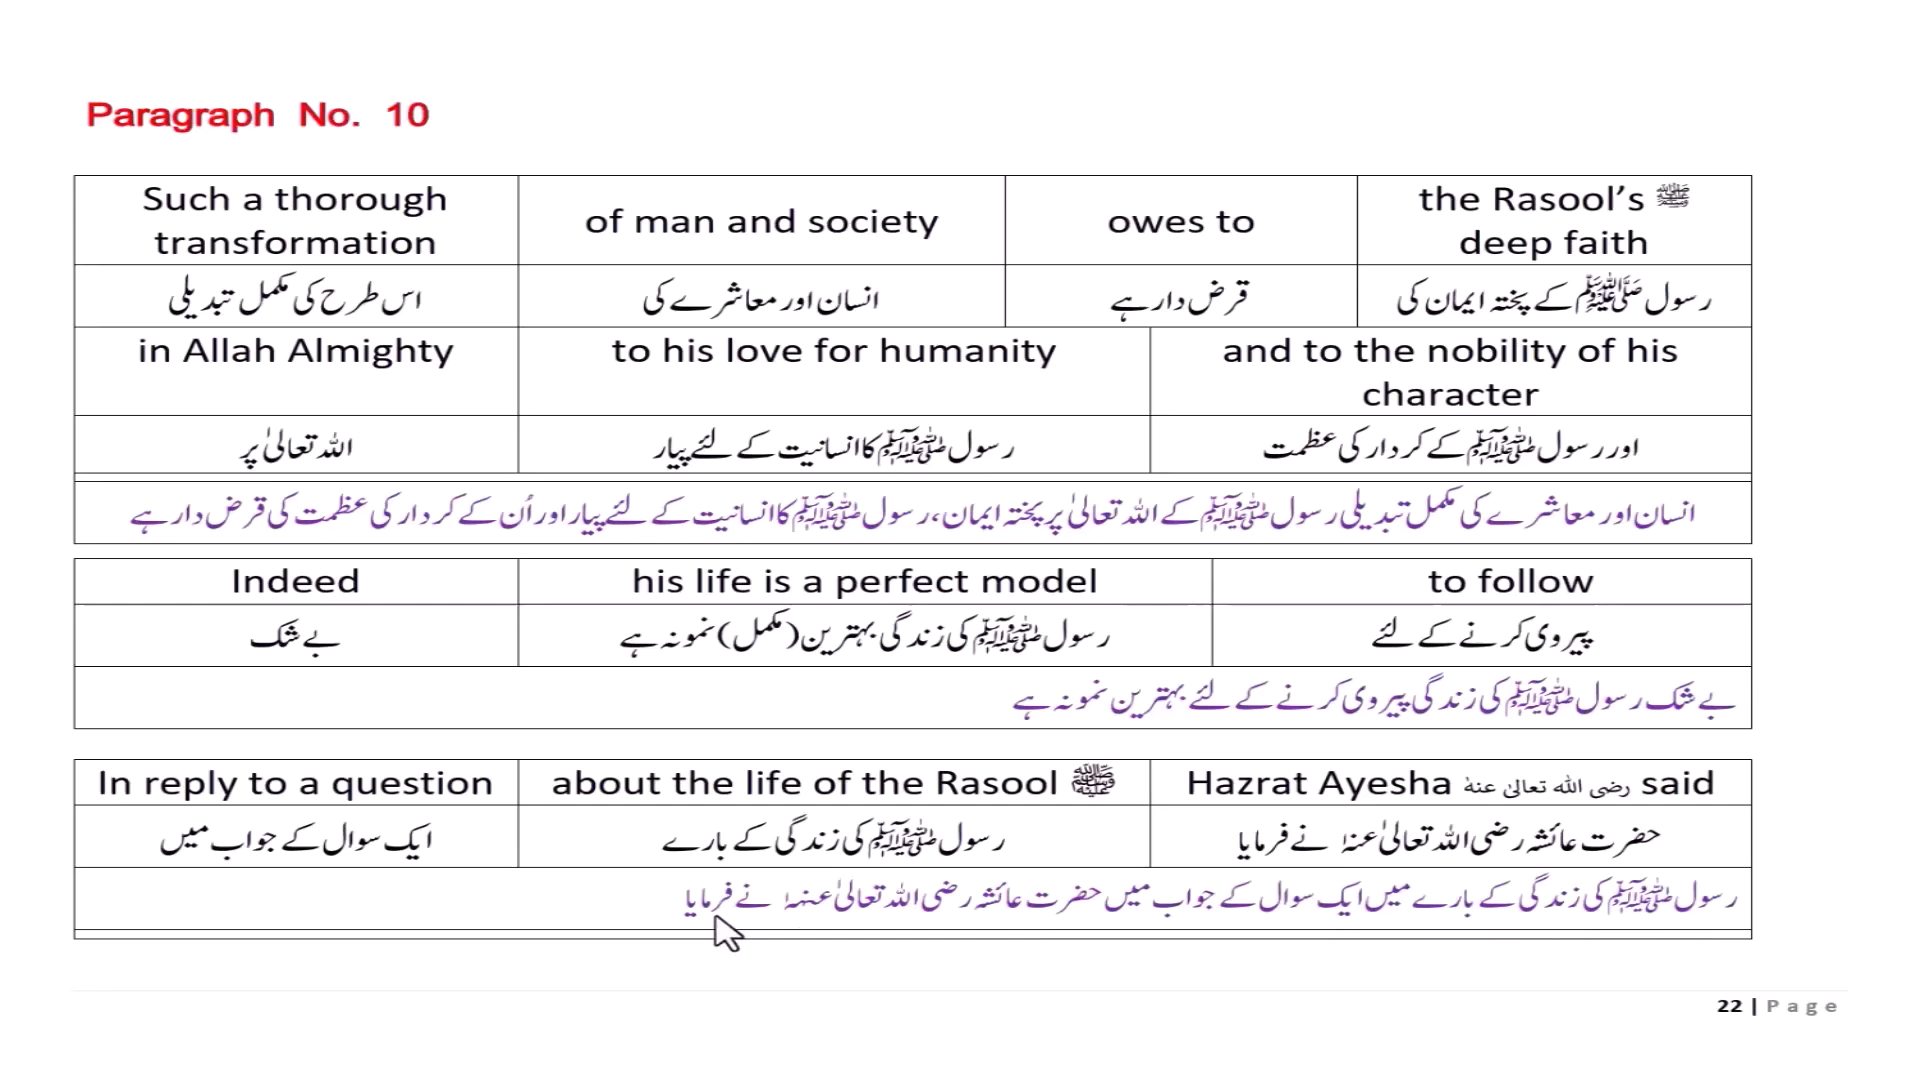 Paragraph No. 10
Such a thorough transformation | of man and society | owes to | the Rasool’s ﷺ deep faith
اس طرح کی مکمل تبدیلی | انسان اور معاشرے کی | قرض دار ہے | رسول ﷺ کے پختہ ایمان کی
in Allah Almighty | to his love for humanity | and to the nobility of his character
اللہ تعالیٰ پر | رسول ﷺ کا انسانیت کے لئے پیار | اور رسول ﷺ کے کردار کی عظمت
انسان اور معاشرے کی مکمل تبدیلی رسول ﷺ کے اللہ تعالیٰ پر پختہ ایمان، رسول ﷺ کا انسانیت کے لئے پیار اور اُن کے کردار کی عظمت کی قرض دار ہے
Indeed | his life is a perfect model | to follow
بے شک | رسول ﷺ کی زندگی بہترین (مکمل) نمونہ ہے | پیروی کرنے کے لئے
بے شک رسول ﷺ کی زندگی پیروی کرنے کے لئے بہترین نمونہ ہے
In reply to a question | about the life of the Rasool ﷺ | Hazrat Ayesha رضی اللہ تعالیٰ عنہٰ said
ایک سوال کے جواب میں | رسول ﷺ کی زندگی کے بارے | حضرت عائشہ رضی اللہ تعالیٰ عنہٰ نے فرمایا
رسول ﷺ کی زندگی کے بارے میں ایک سوال کے جواب میں حضرت عائشہ رضی اللہ تعالیٰ عنہٰ نے فرمایا
22 | Page